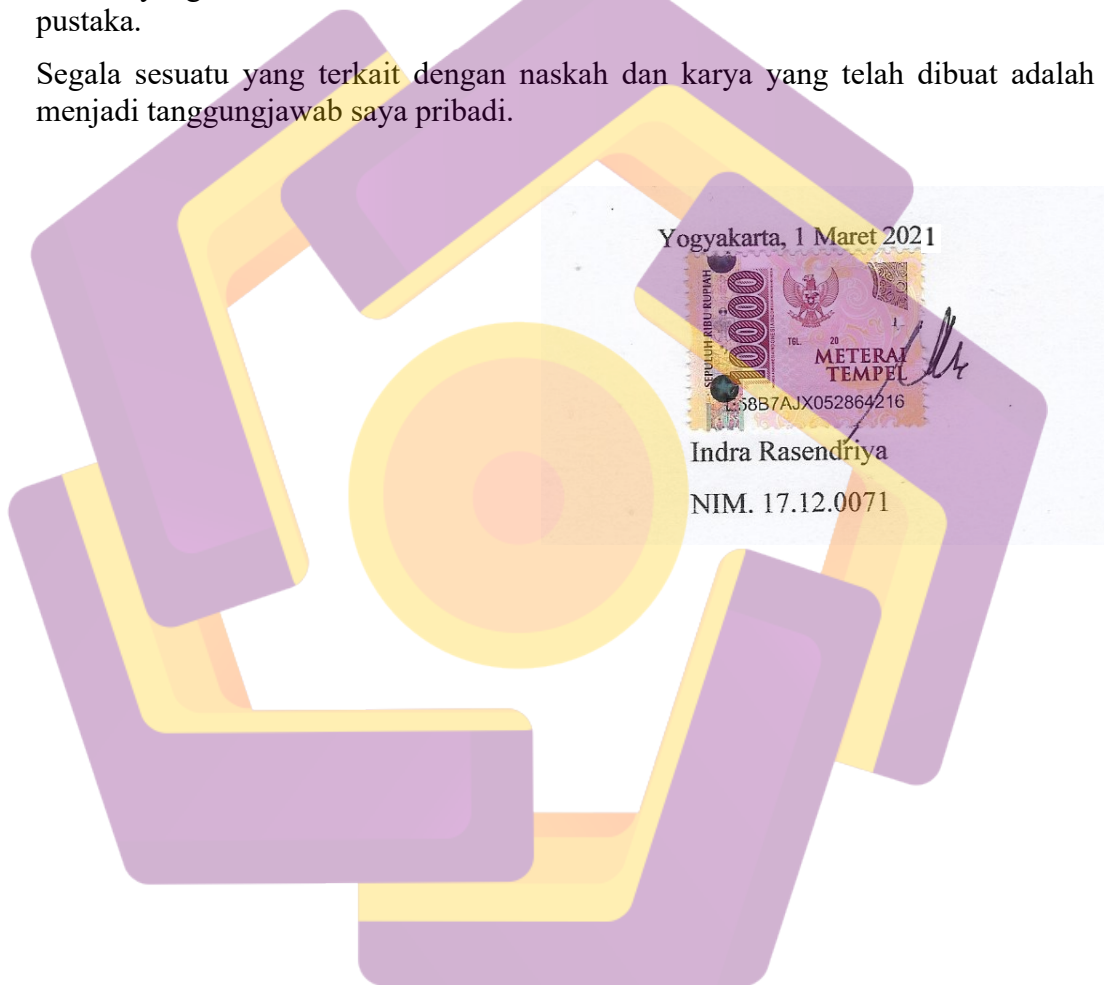 pustaka.
Segala sesuatu yang terkait dengan naskah dan karya yang telah dibuat adalah
menjadi tanggungjawab saya pribadi.
Yogyakarta, 1 Maret 2021
SEPULUH RIBU RUPIAH
10000
TGL. 20
METERAI
TEMPEL
58B7AJX052864216
Indra Rasendriya
NIM. 17.12.0071